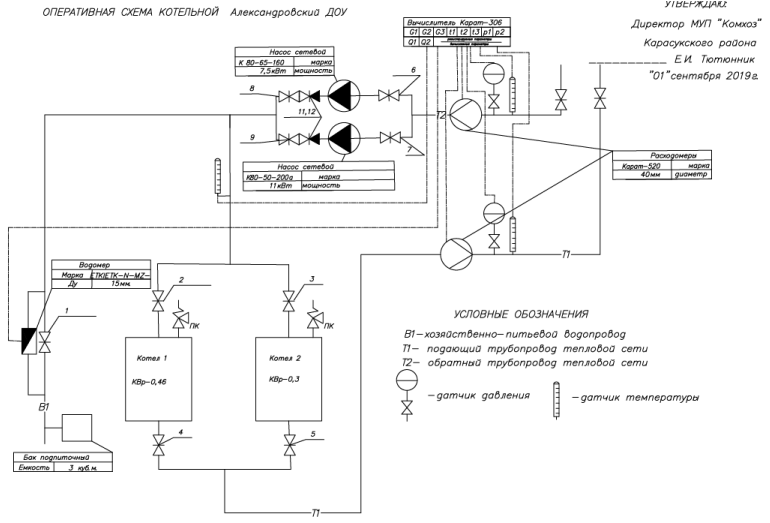 ОПЕРАТИВНАЯ СХЕМА КОТЕЛЬНОЙ Александровский ДОУ
УТВЕРЖДАЮ:
Директор МУП "Комхоз"
Карасукского района
Е.И. Тютюнник
"01" сентября 2019г.
Вычислитель Карат-306
G1 G2 G3 t1 t2 t3 p1 p2
Q1 Q2
Насос сетевой
К 80-65-160 марка
7,5кВт мощность
8
6
11,12
9
7
Т2
Насос сетевой
К80-50-200а марка
11кВт мощность
Расходомеры
Карат-520 марка
40мм диаметр
Т1
Водомер
Марка ETKIETK-N-MZ-
Ду 15мм.
1
2
3
ПК
ПК
Котел 1
КВр-0,46
Котел 2
КВр-0,3
4
5
В1
Бак подпиточный
Емкость 3 куб.м.
Т1
УСЛОВНЫЕ ОБОЗНАЧЕНИЯ
В1-хозяйственно-питьевой водопровод
Т1- подающий трубопровод тепловой сети
Т2- обратный трубопровод тепловой сети
-датчик давления
-датчик температуры